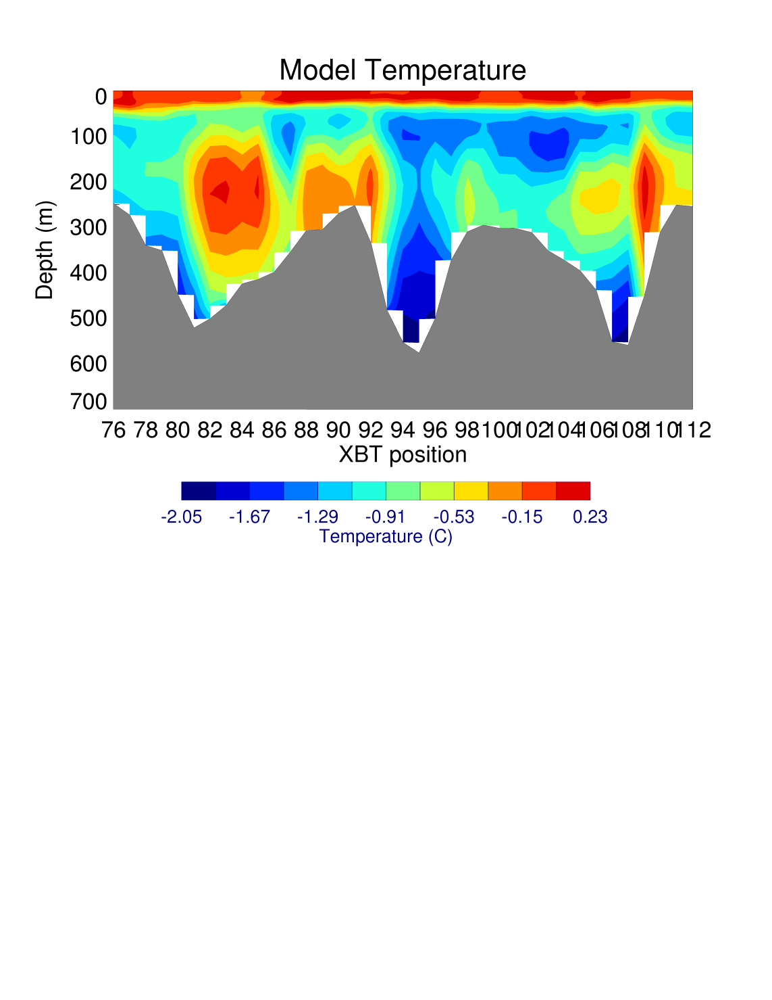 Model Temperature
0
100
200
300
400
500
600
700
Depth (m)
76 78 80 82 84 86 88 90 92 94 96 98 100 102 104 106 108 110 112
XBT position
-2.05 -1.67 -1.29 -0.91 -0.53 -0.15 0.23
Temperature (C)